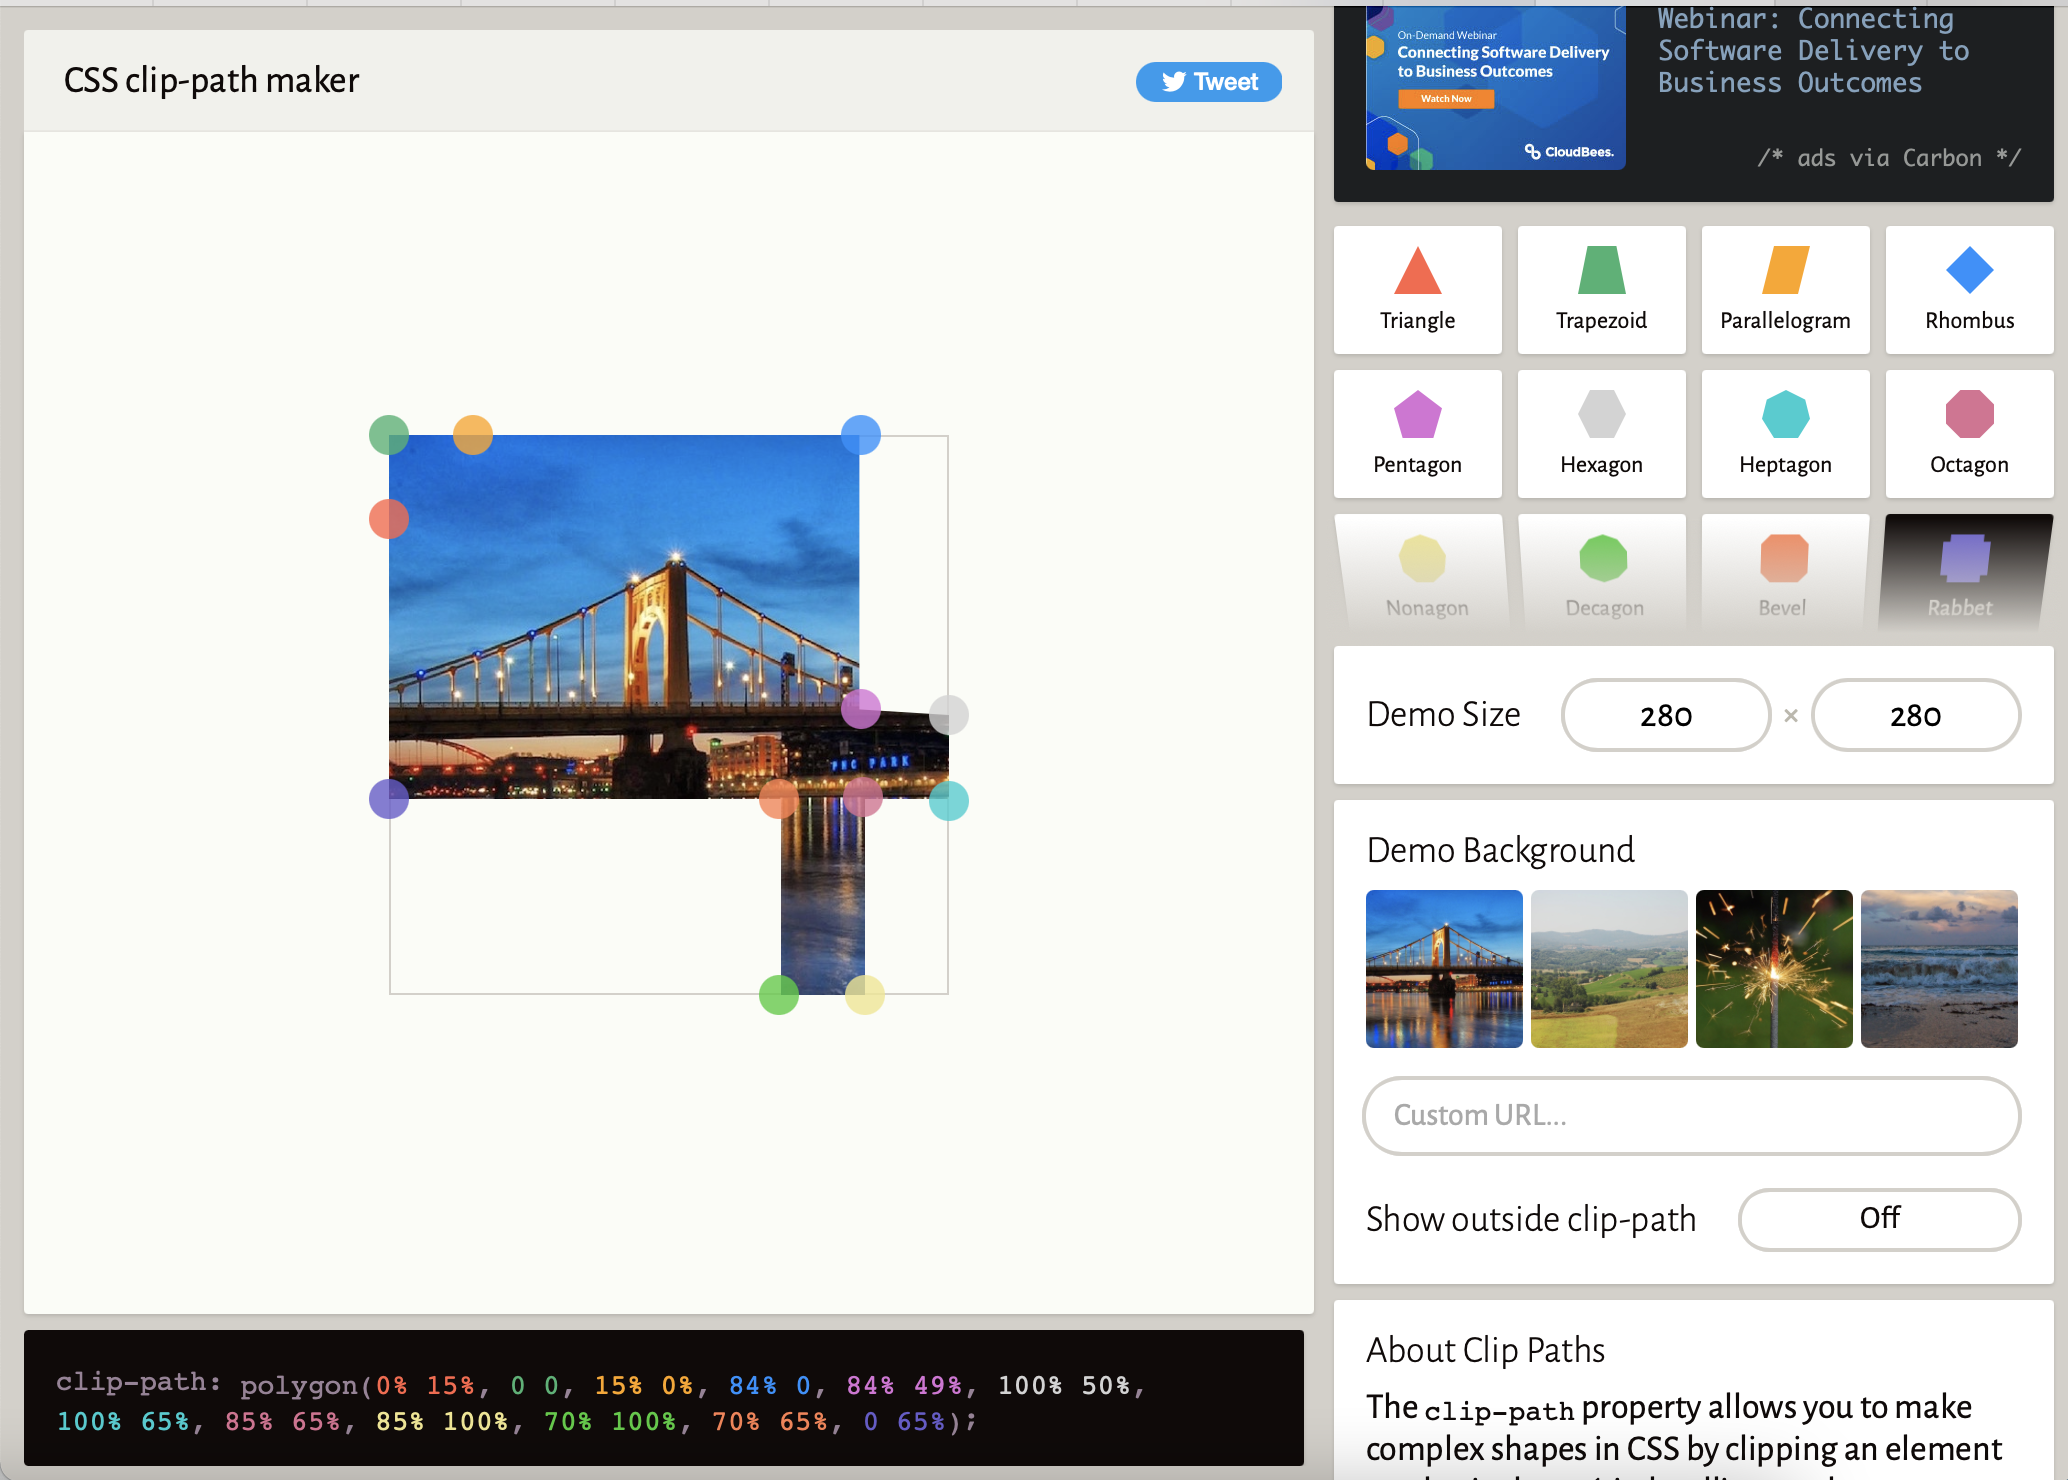 CSS clip-path maker
Tweet
On-Demand Webinar
Connecting Software Delivery
to Business Outcomes
Watch Now
CloudBees.
Webinar: Connecting
Software Delivery to
Business Outcomes
/* ads via Carbon */
Triangle
Trapezoid
Parallelogram
Rhombus
Pentagon
Hexagon
Heptagon
Octagon
Nonagon
Decagon
Bevel
Rabbet
PNC PARK
Demo Size
280
×
280
Demo Background
Custom URL...
Show outside clip-path
Off
clip-path: polygon(0% 15%, 0 0, 15% 0%, 84% 0, 84% 49%, 100% 50%,
100% 65%, 85% 65%, 85% 100%, 70% 100%, 70% 65%, 0 65%);
About Clip Paths
The clip-path property allows you to make
complex shapes in CSS by clipping an element